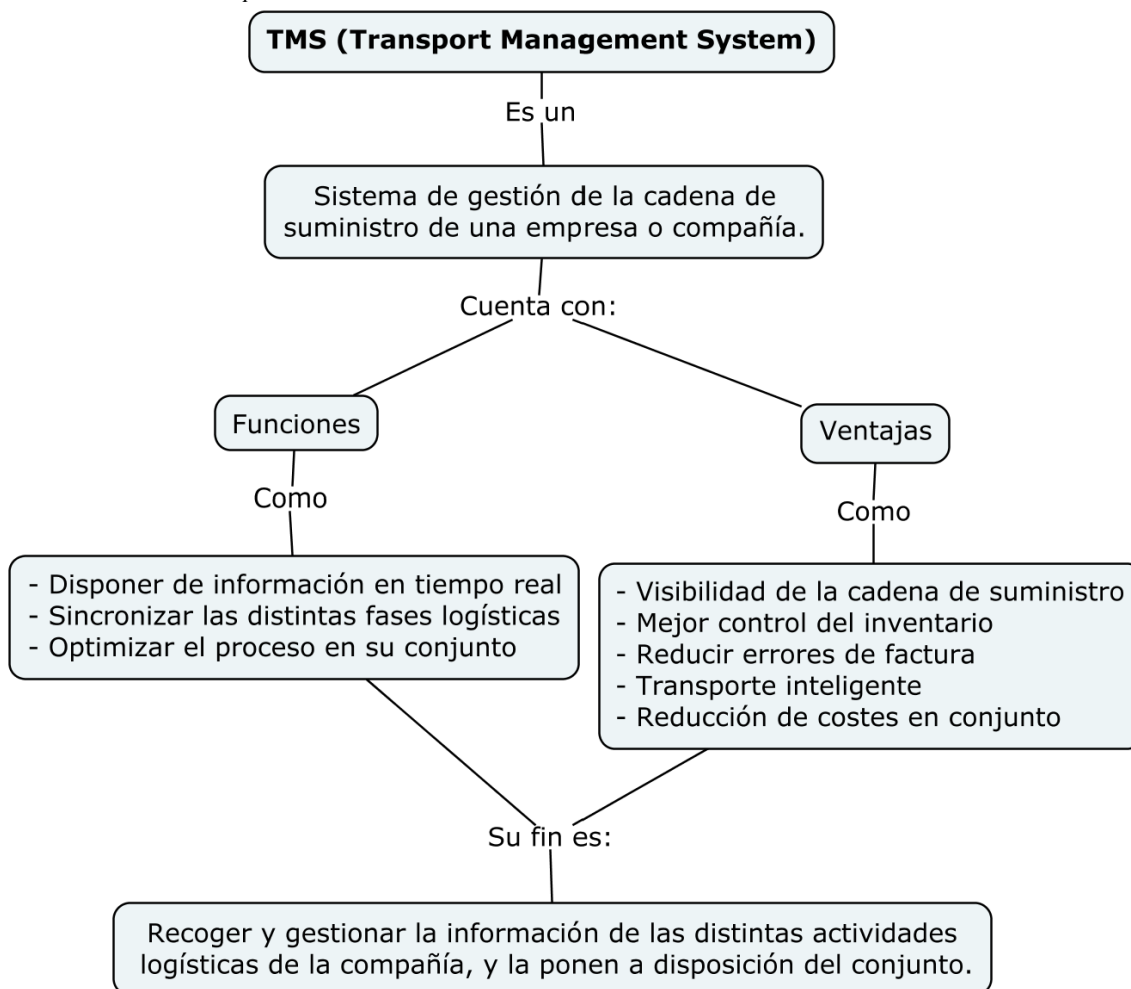 TMS (Transport Management System)
Es un
Sistema de gestión de la cadena de
suministro de una empresa o compañía.
Cuenta con:
Funciones
Ventajas
Como
Como
- Disponer de información en tiempo real
- Sincronizar las distintas fases logísticas
- Optimizar el proceso en su conjunto
- Visibilidad de la cadena de suministro
- Mejor control del inventario
- Reducir errores de factura
- Transporte inteligente
- Reducción de costes en conjunto
Su fin es:
Recoger y gestionar la información de las distintas actividades
logísticas de la compañía, y la ponen a disposición del conjunto.